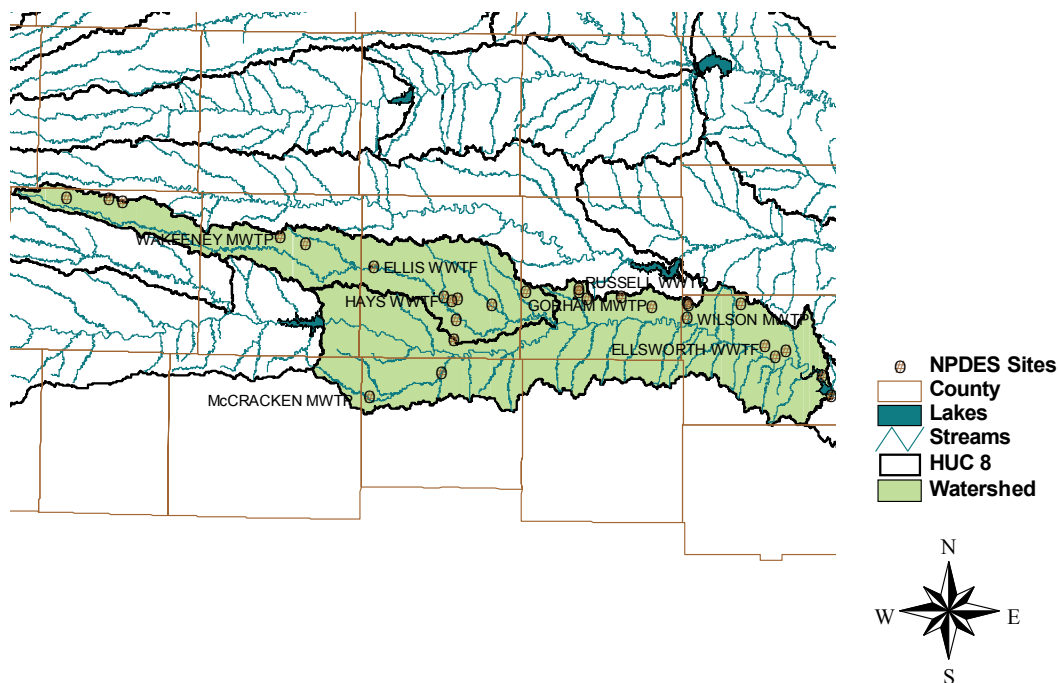 WAKEENEY MWTP
ELLIS WWTF
RUSSELL WWTP
HAYS WWTF
GORHAM MWTP
WILSON MWTP
ELLSWORTH WWTF
McCRACKEN MWTP
NPDES Sites
County
Lakes
Streams
HUC 8
Watershed
N
W
E
S